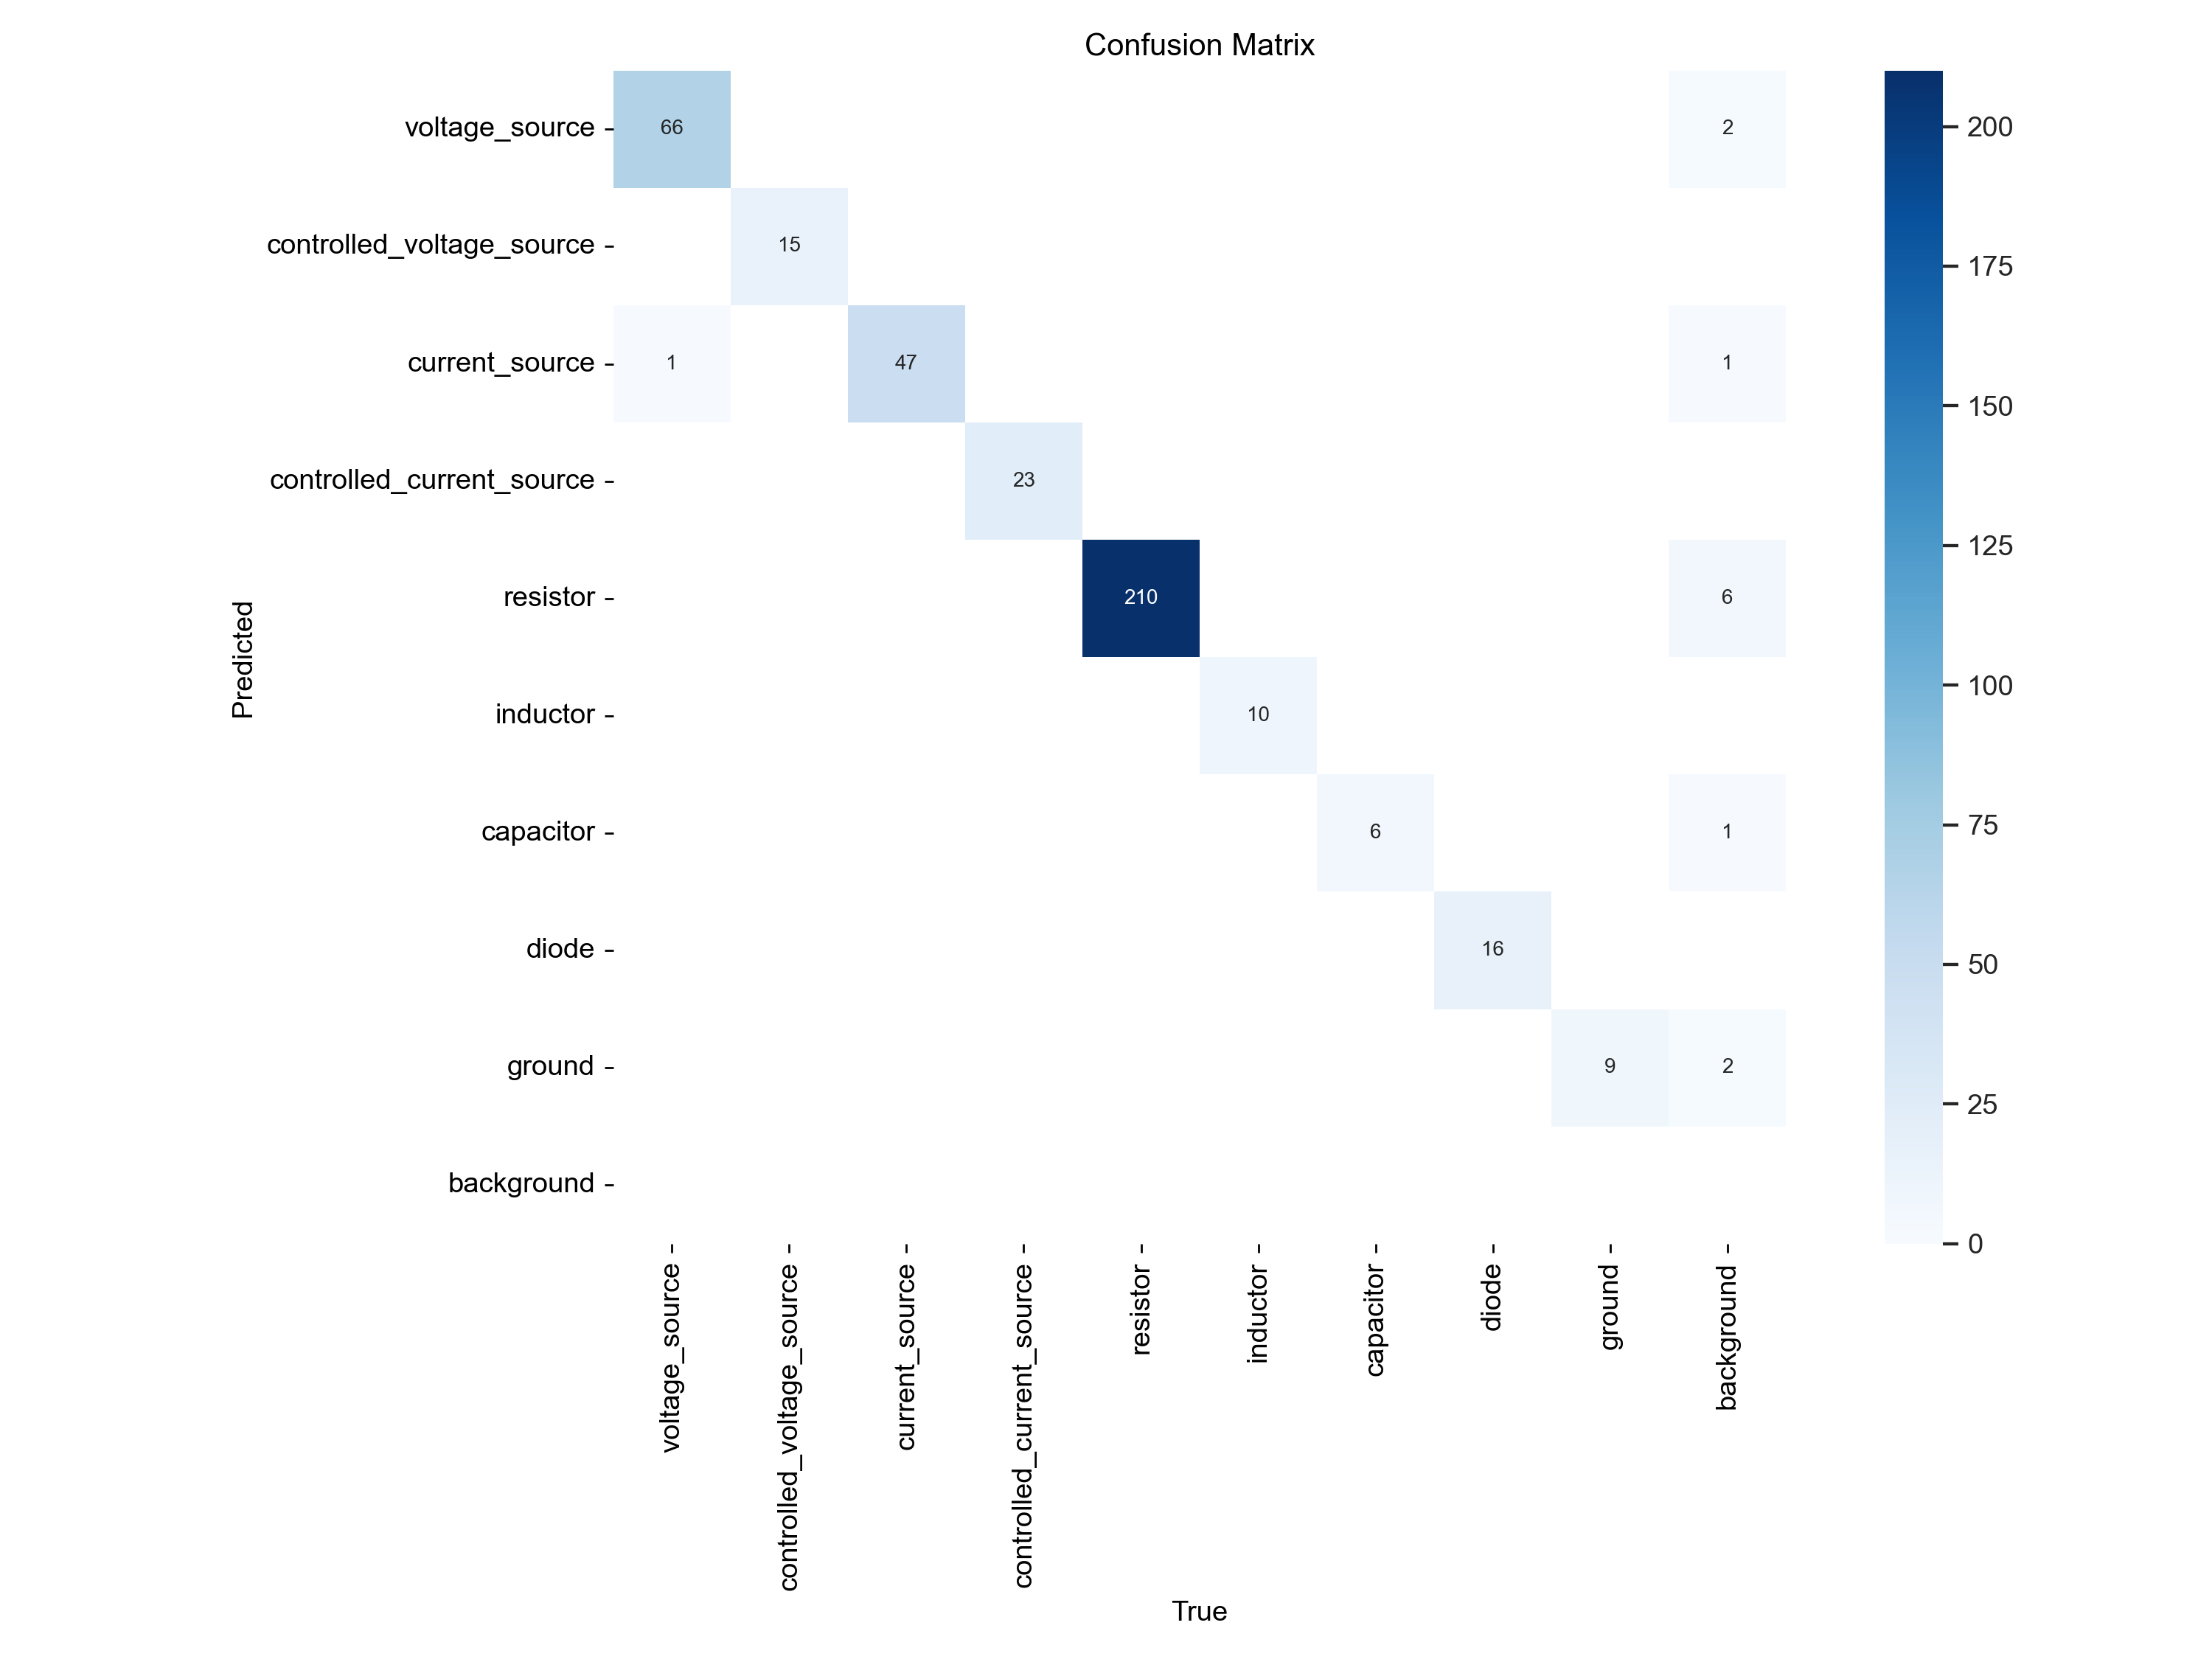 Confusion Matrix
voltage_source
66
2
200
controlled_voltage_source
15
175
current_source
1
47
1
150
controlled_current_source
23
125
resistor
210
6
Predicted
100
inductor
10
capacitor
6
1
75
diode
16
50
ground
9
2
25
background
0
voltage_source
controlled_voltage_source
current_source
controlled_current_source
resistor
inductor
capacitor
diode
ground
background
True